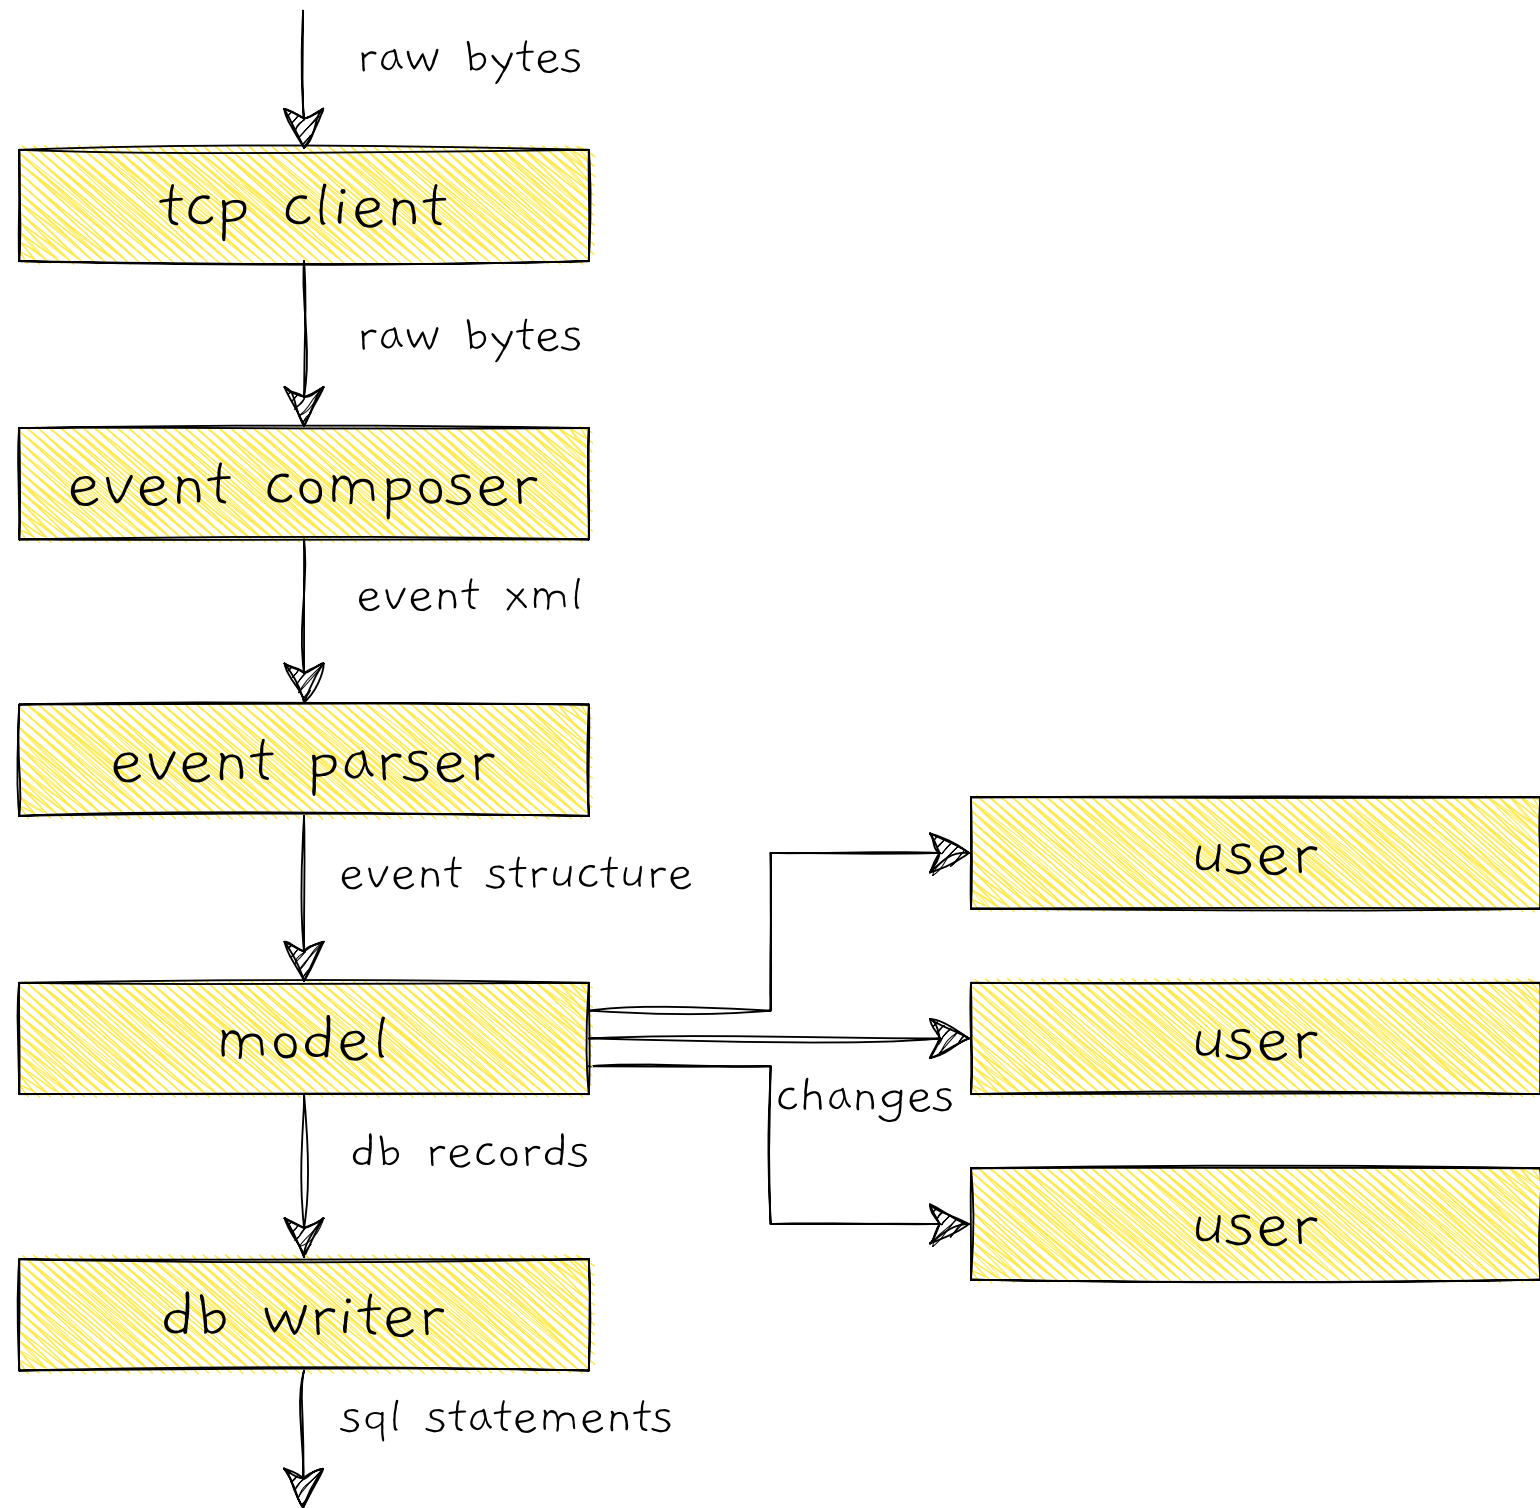 raw bytes
tcp client
raw bytes
event composer
event xml
event parser
event structure
user
model
user
changes
db records
user
db writer
sql statements